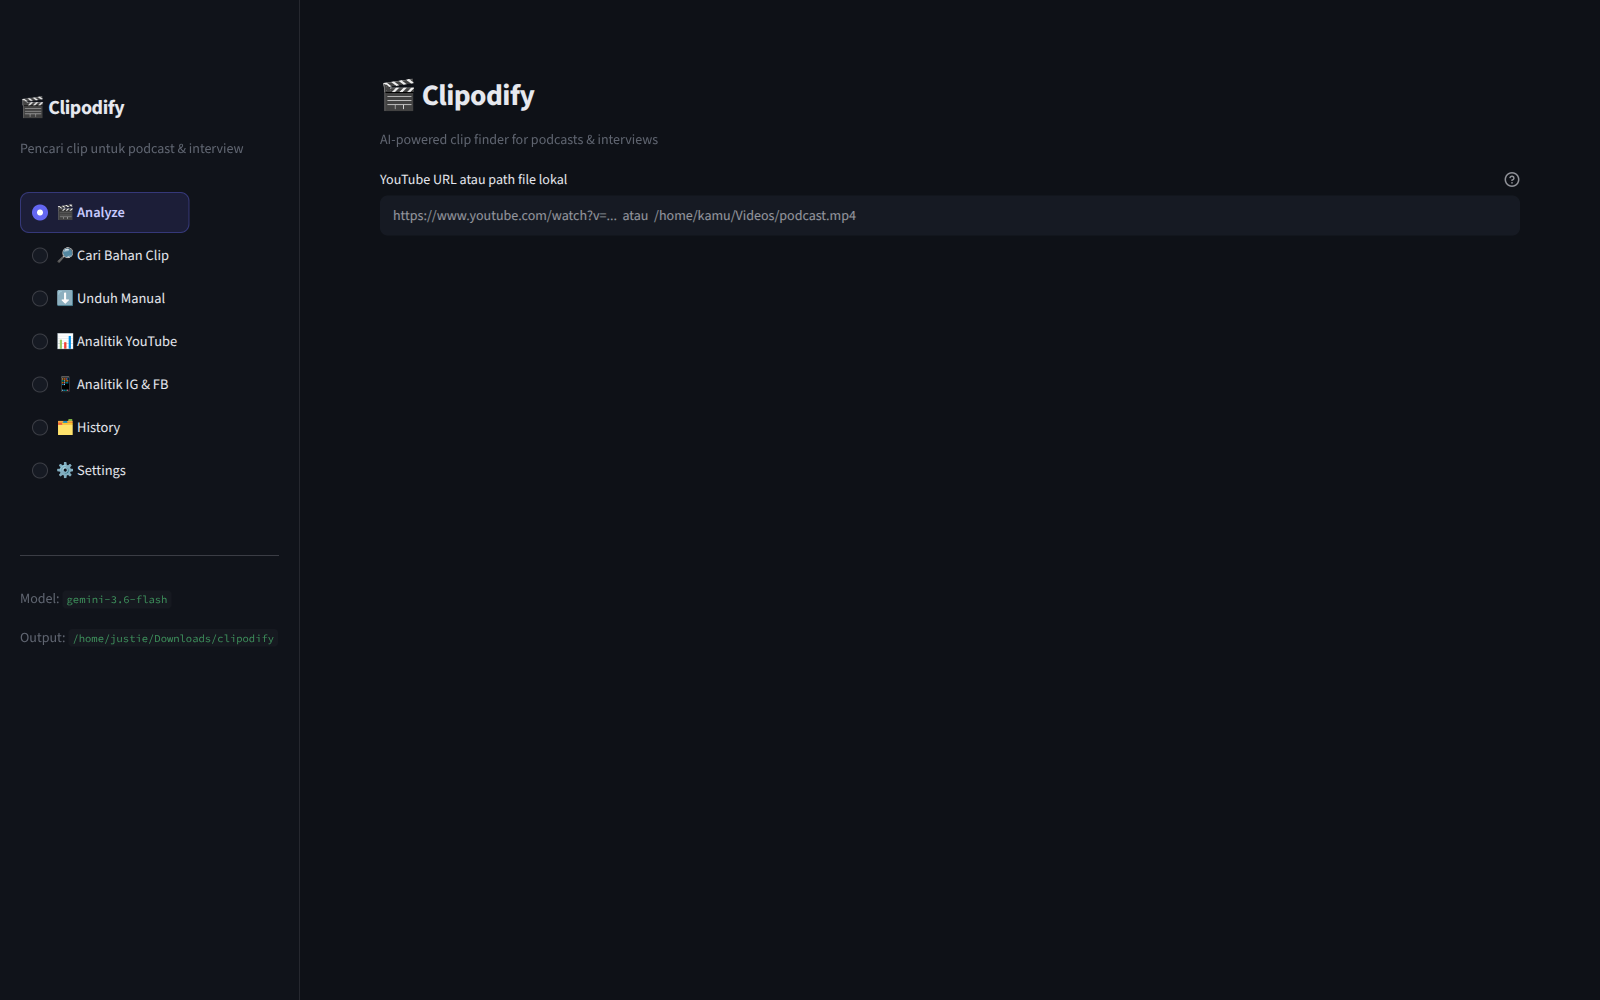 Clipodify
Pencari clip untuk podcast & interview
Analyze
Cari Bahan Clip
Unduh Manual
Analitik YouTube
Analitik IG & FB
History
Settings
Model: gemini-3.6-flash
Output: /home/justie/Downloads/clipodify
Clipodify
AI-powered clip finder for podcasts & interviews
YouTube URL atau path file lokal
https://www.youtube.com/watch?v=... atau /home/kamu/Videos/podcast.mp4